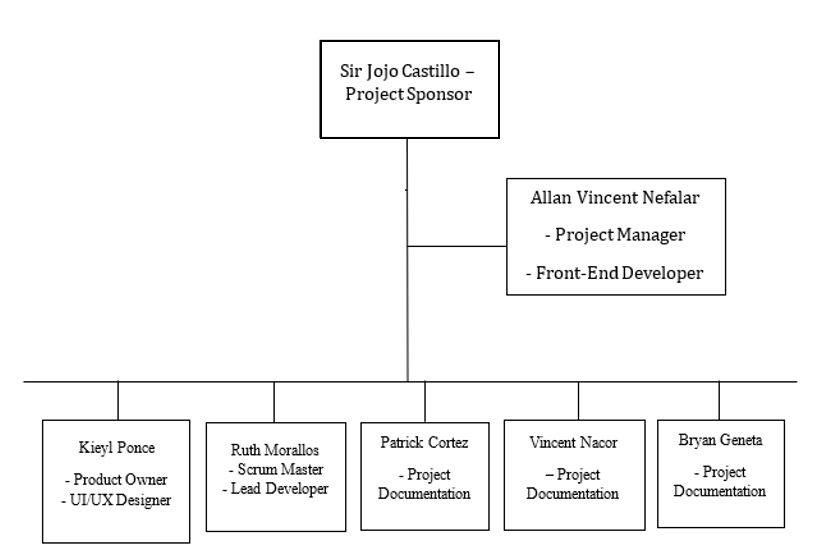 Sir Jojo Castillo –
Project Sponsor
Allan Vincent Nefalar
- Project Manager
- Front-End Developer
Kieyl Ponce
- Product Owner
- UI/UX Designer
Ruth Morallos
- Scrum Master
- Lead Developer
Patrick Cortez
- Project
Documentation
Vincent Nacor
– Project
Documentation
Bryan Geneta
- Project
Documentation